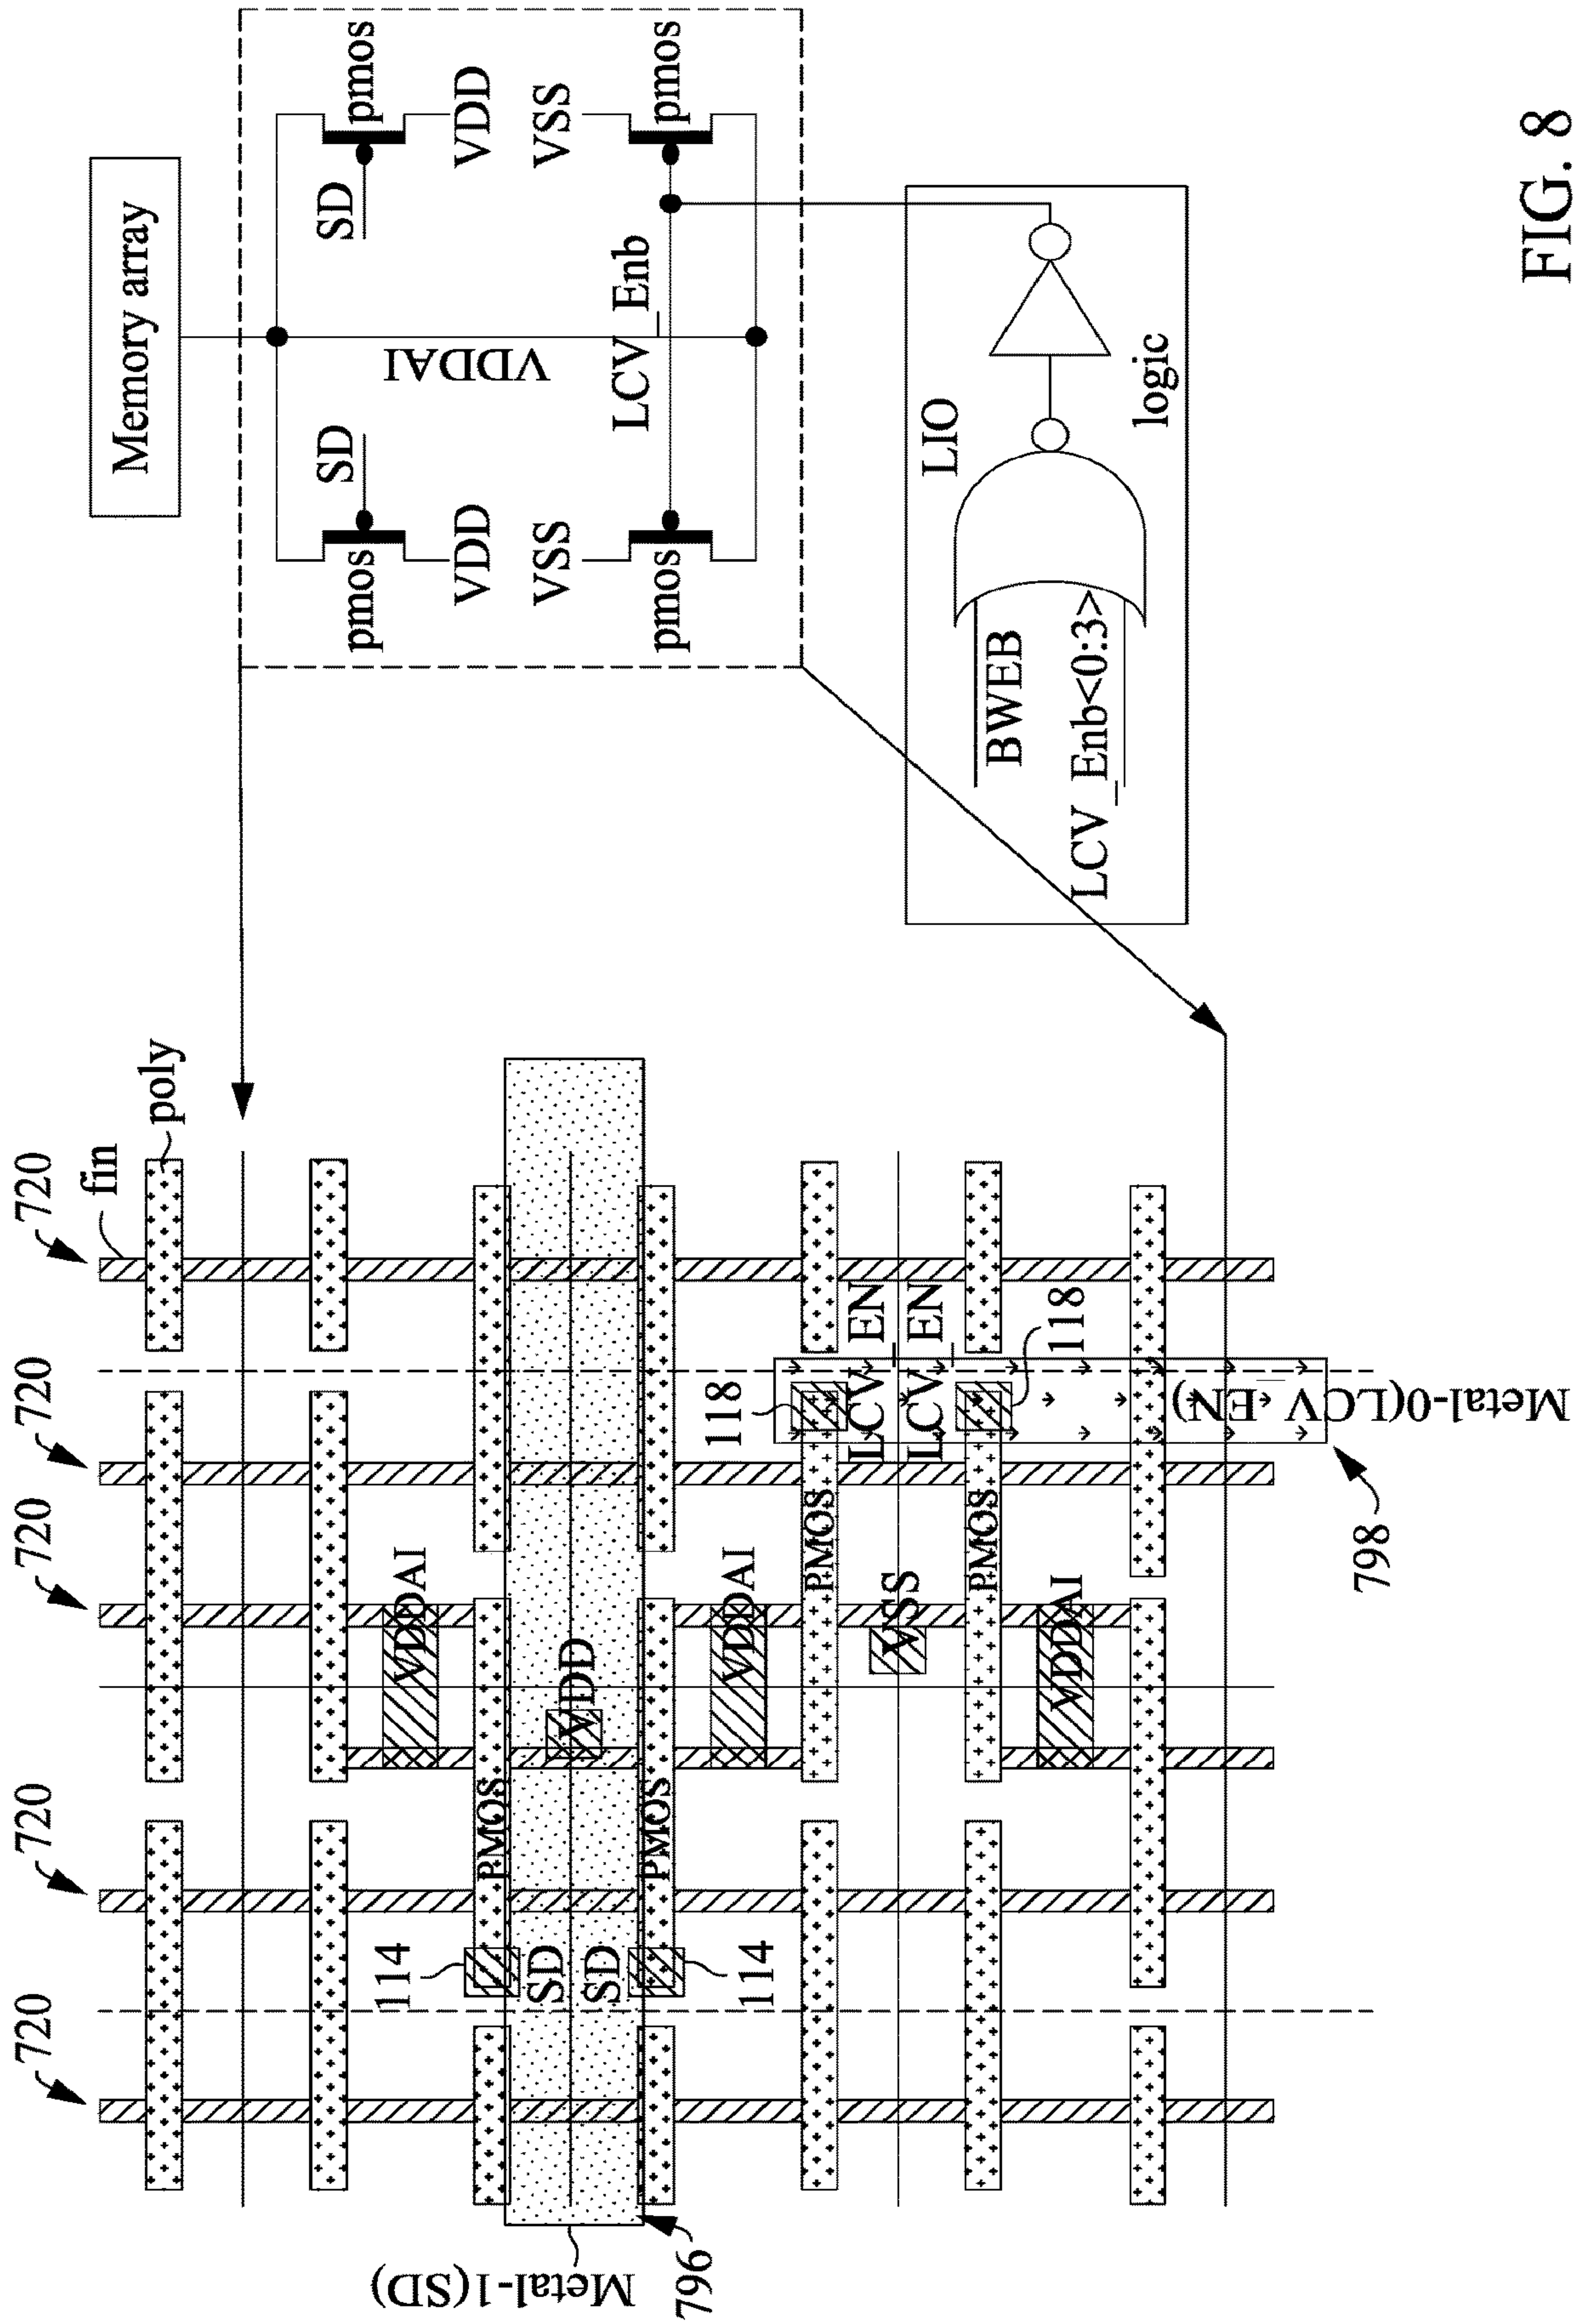 720
720
720
720
720
fin
poly
VDDAI
VDDAI
VDDAI
VDD
VSS
PMOS
PMOS
PMOS
PMOS
114
114
SD
SD
118
118
LCV_EN
LCV_EN
Metal-1(SD)
796
Metal-0(LCV_EN)
798
Memory array
SD
SD
pmos
pmos
VDD
VDD
VDDAI
VSS
VSS
LCV_Enb
pmos
pmos
LIO
BWEB
LCV_Enb<0:3>
logic
FIG. 8